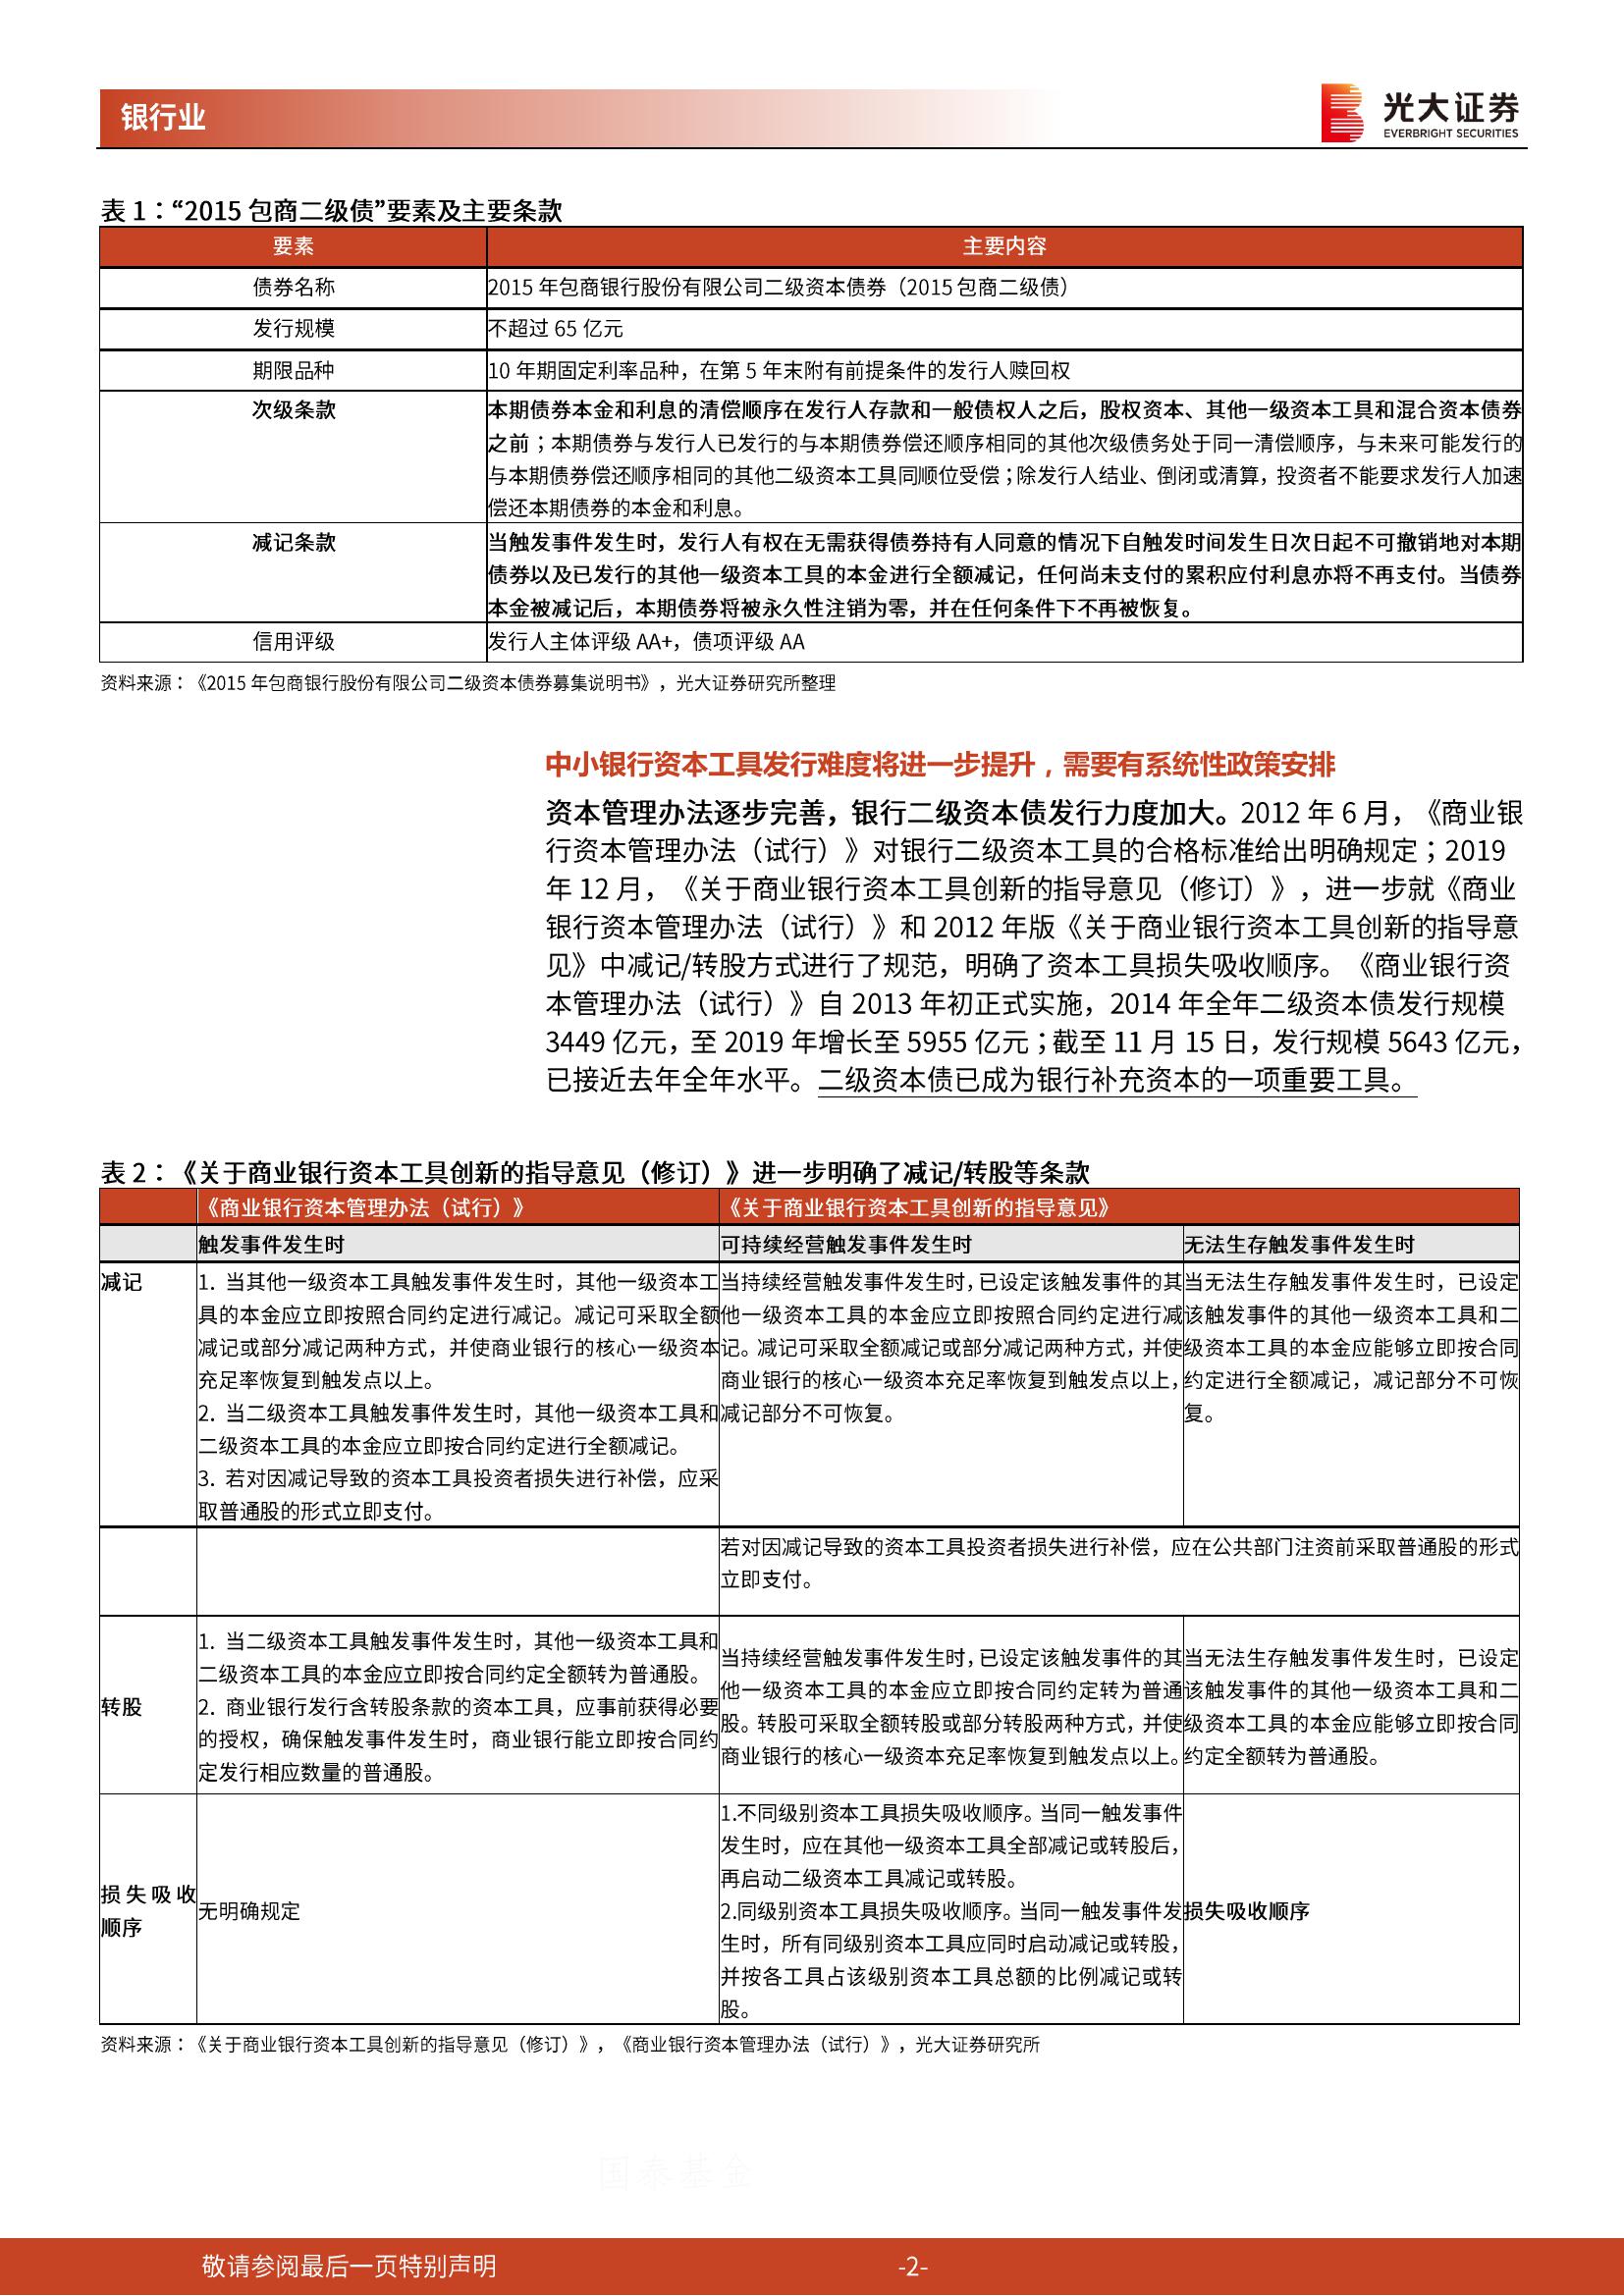 银行业
光大证券
EVERBRIGHT SECURITIES
表 1：“2015 包商二级债”要素及主要条款
要素 主要内容
债券名称 2015 年包商银行股份有限公司二级资本债券（2015 包商二级债）
发行规模 不超过 65 亿元
期限品种 10 年期固定利率品种，在第 5 年末附有前提条件的发行人赎回权
次级条款 本期债券本金和利息的清偿顺序在发行人存款和一般债权人之后，股权资本、其他一级资本工具和混合资本债券
之前；本期债券与发行人已发行的与本期债券偿还顺序相同的其他次级债务处于同一清偿顺序，与未来可能发行的
与本期债券偿还顺序相同的其他二级资本工具同顺位受偿；除发行人结业、倒闭或清算，投资者不能要求发行人加速
偿还本期债券的本金和利息。
减记条款 当触发事件发生时，发行人有权在无需获得债券持有人同意的情况下自触发时间发生日次日起不可撤销地对本期
债券以及已发行的其他一级资本工具的本金进行全额减记，任何尚未支付的累积应付利息亦将不再支付。当债券
本金被减记后，本期债券将被永久性注销为零，并在任何条件下不再被恢复。
信用评级 发行人主体评级 AA+，债项评级 AA
资料来源：《2015 年包商银行股份有限公司二级资本债券募集说明书》，光大证券研究所整理
中小银行资本工具发行难度将进一步提升，需要有系统性政策安排
资本管理办法逐步完善，银行二级资本债发行力度加大。2012 年 6 月，《商业银
行资本管理办法（试行）》对银行二级资本工具的合格标准给出明确规定；2019
年 12 月，《关于商业银行资本工具创新的指导意见（修订）》，进一步就《商业
银行资本管理办法（试行）》和 2012 年版《关于商业银行资本工具创新的指导意
见》中减记/转股方式进行了规范，明确了资本工具损失吸收顺序。《商业银行资
本管理办法（试行）》自 2013 年初正式实施，2014 年全年二级资本债发行规模
3449 亿元，至 2019 年增长至 5955 亿元；截至 11 月 15 日，发行规模 5643 亿元，
已接近去年全年水平。二级资本债已成为银行补充资本的一项重要工具。
表 2：《关于商业银行资本工具创新的指导意见（修订）》进一步明确了减记/转股等条款
《商业银行资本管理办法（试行）》 《关于商业银行资本工具创新的指导意见》
触发事件发生时 可持续经营触发事件发生时 无法生存触发事件发生时
减记
1. 当其他一级资本工具触发事件发生时，其他一级资本工
具的本金应立即按照合同约定进行减记。减记可采取全额
减记或部分减记两种方式，并使商业银行的核心一级资本
充足率恢复到触发点以上。
2. 当二级资本工具触发事件发生时，其他一级资本工具和
二级资本工具的本金应立即按合同约定进行全额减记。
3. 若对因减记导致的资本工具投资者损失进行补偿，应采
取普通股的形式立即支付。
当持续经营触发事件发生时，已设定该触发事件的其
他一级资本工具的本金应立即按照合同约定进行减
记。减记可采取全额减记或部分减记两种方式，并使
商业银行的核心一级资本充足率恢复到触发点以上，
减记部分不可恢复。
当无法生存触发事件发生时，已设定
该触发事件的其他一级资本工具和二
级资本工具的本金应能够立即按合同
约定进行全额减记，减记部分不可恢
复。
若对因减记导致的资本工具投资者损失进行补偿，应在公共部门注资前采取普通股的形式
立即支付。
转股
1. 当二级资本工具触发事件发生时，其他一级资本工具和
二级资本工具的本金应立即按合同约定全额转为普通股。
2. 商业银行发行含转股条款的资本工具，应事前获得必要
的授权，确保触发事件发生时，商业银行能立即按合同约
定发行相应数量的普通股。
当持续经营触发事件发生时，已设定该触发事件的其
他一级资本工具的本金应立即按合同约定转为普通
股。转股可采取全额转股或部分转股两种方式，并使
商业银行的核心一级资本充足率恢复到触发点以上。
当无法生存触发事件发生时，已设定
该触发事件的其他一级资本工具和二
级资本工具的本金应能够立即按合同
约定全额转为普通股。
损失吸收
顺序
无明确规定
1.不同级别资本工具损失吸收顺序。当同一触发事件
发生时，应在其他一级资本工具全部减记或转股后，
再启动二级资本工具减记或转股。
2.同级别资本工具损失吸收顺序。当同一触发事件发
生时，所有同级别资本工具应同时启动减记或转股，
并按各工具占该级别资本工具总额的比例减记或转
股。
损失吸收顺序
资料来源：《关于商业银行资本工具创新的指导意见（修订）》，《商业银行资本管理办法（试行）》，光大证券研究所
国泰基金
敬请参阅最后一页特别声明 -2-